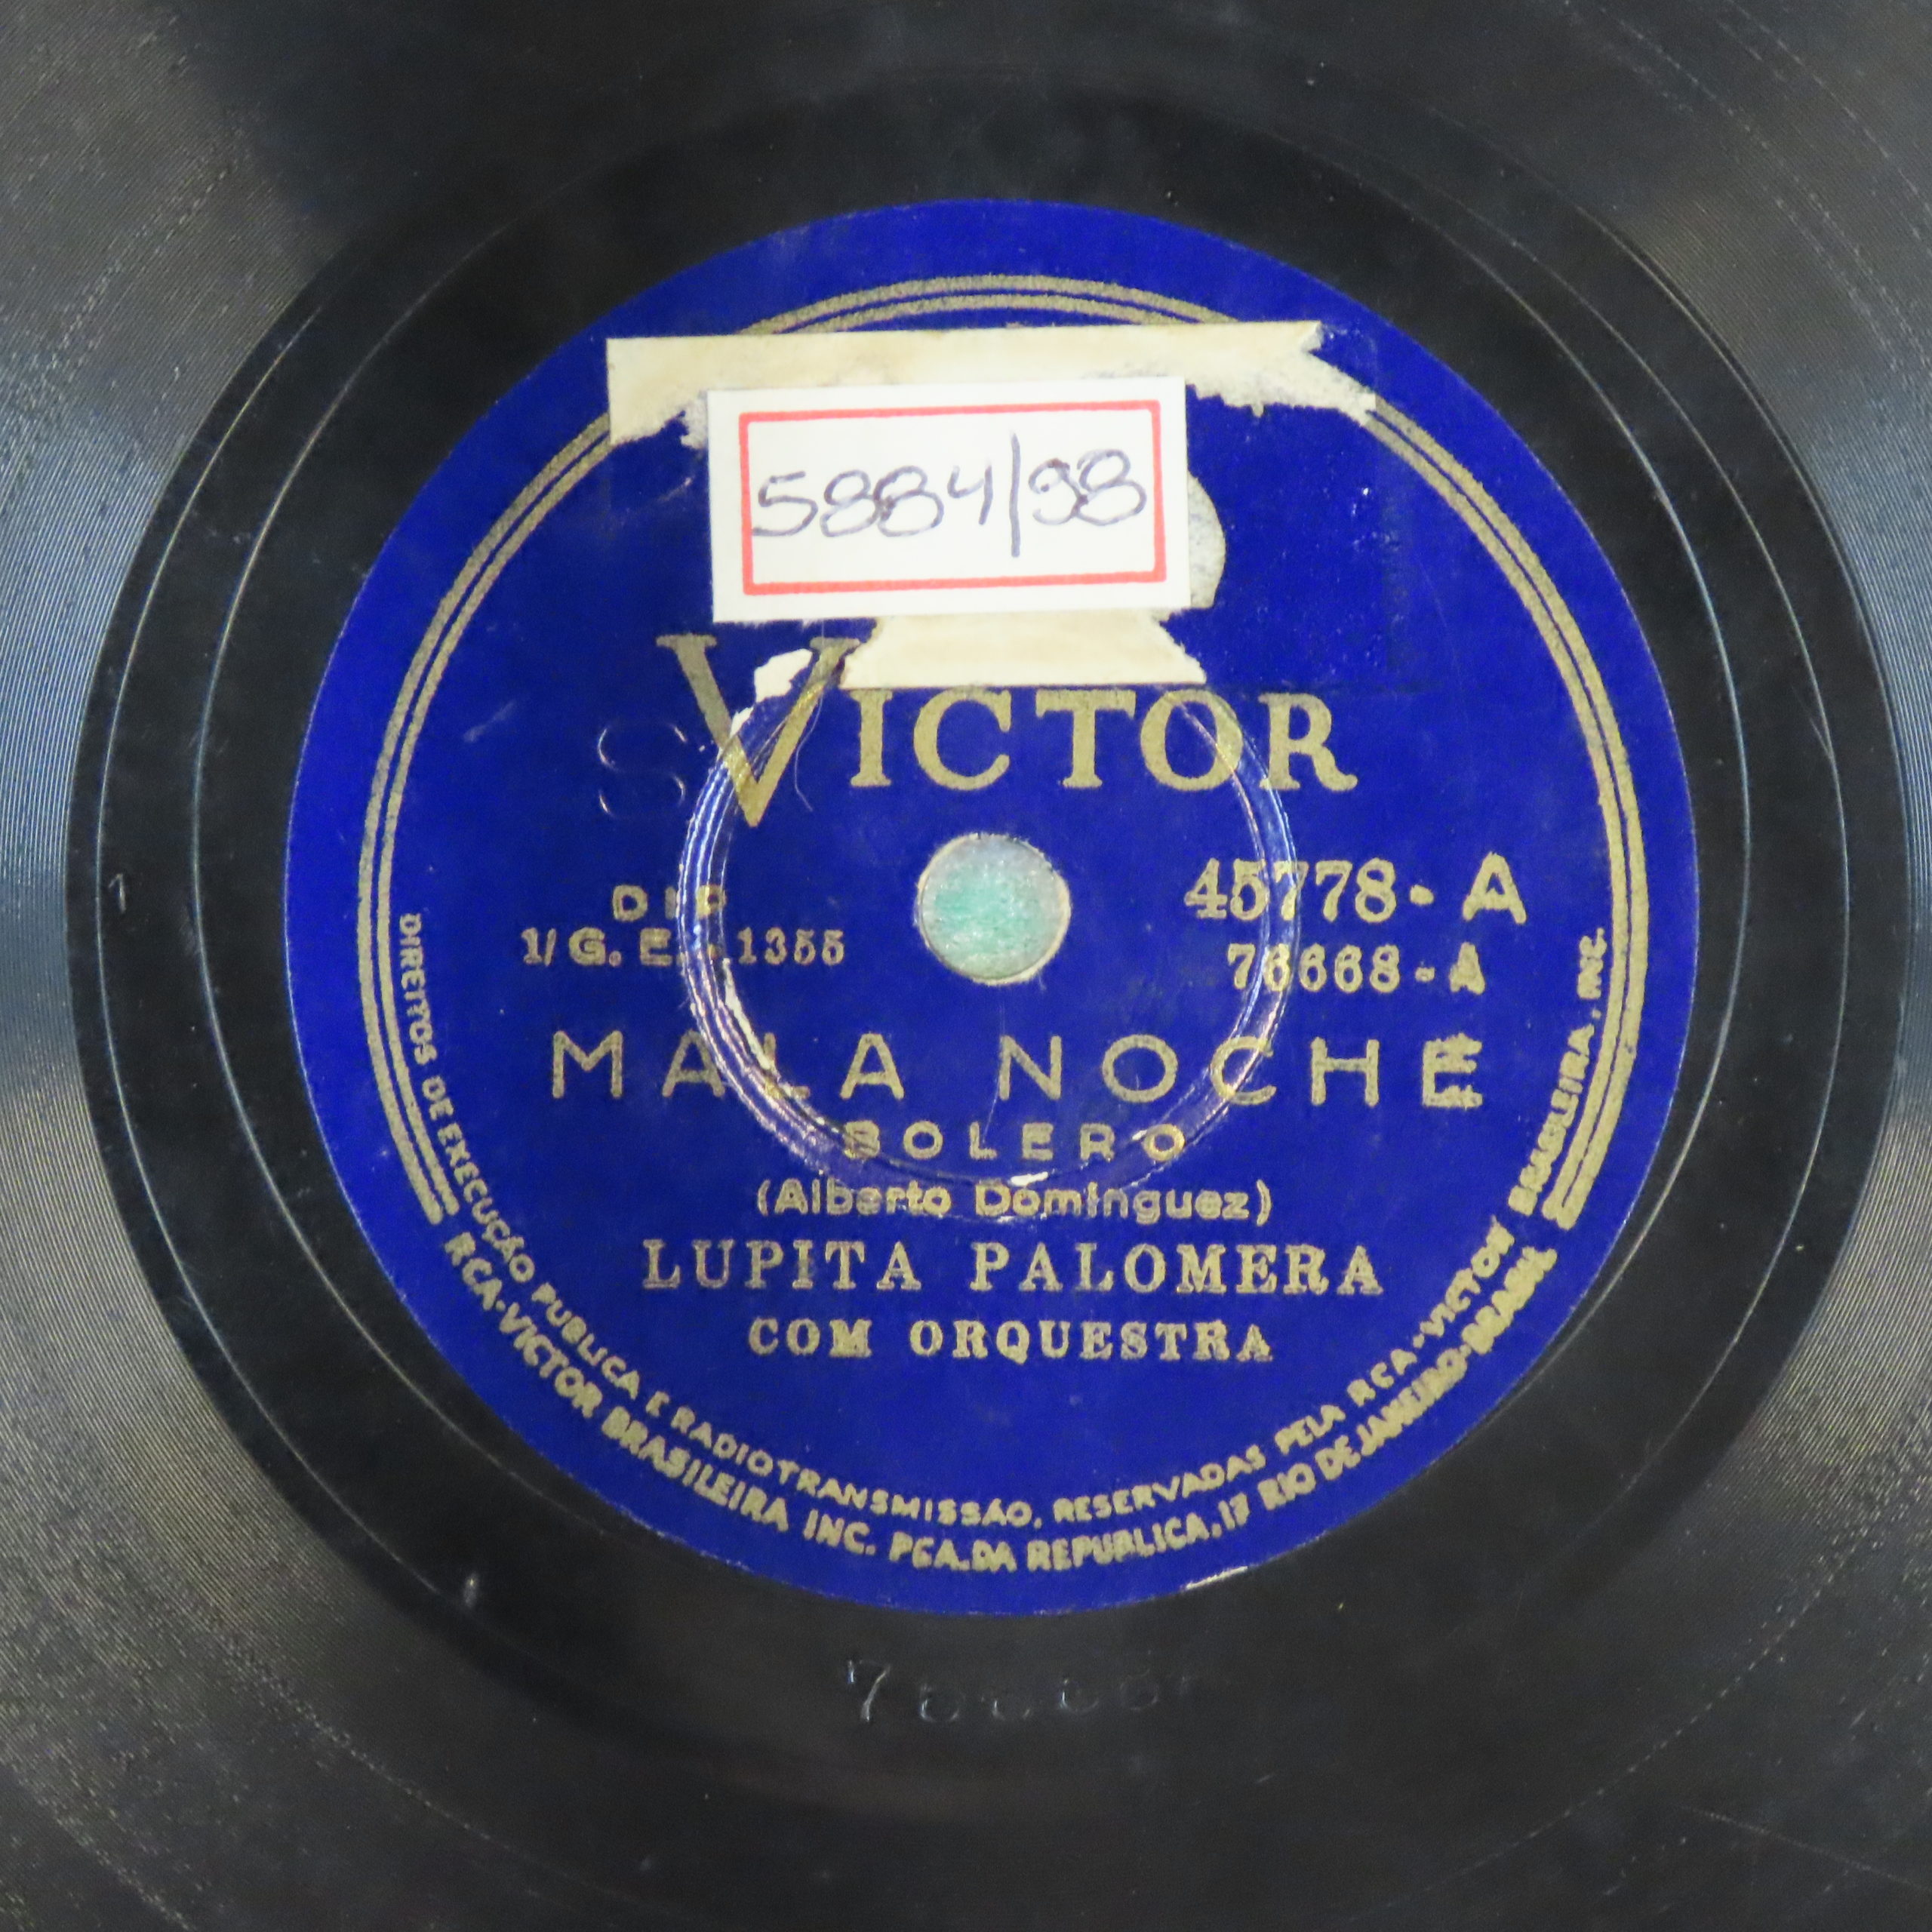 5884/98
VICTOR
DIP
1/G. E. - 1355
45778 - A
76668 - A
MALA NOCHE
BOLERO
(Alberto Dominguez)
LUPITA PALOMERA
COM ORQUESTRA
DIREITOS DE EXECUÇÃO PUBLICA E RADIOTRANSMISSÃO, RESERVADAS PELA RCA-VICTOR BRASILEIRA, INC.
RCA-VICTOR BRASILEIRA INC. PÇA.DA REPUBLICA,17 RIO DE JANEIRO-BRASIL